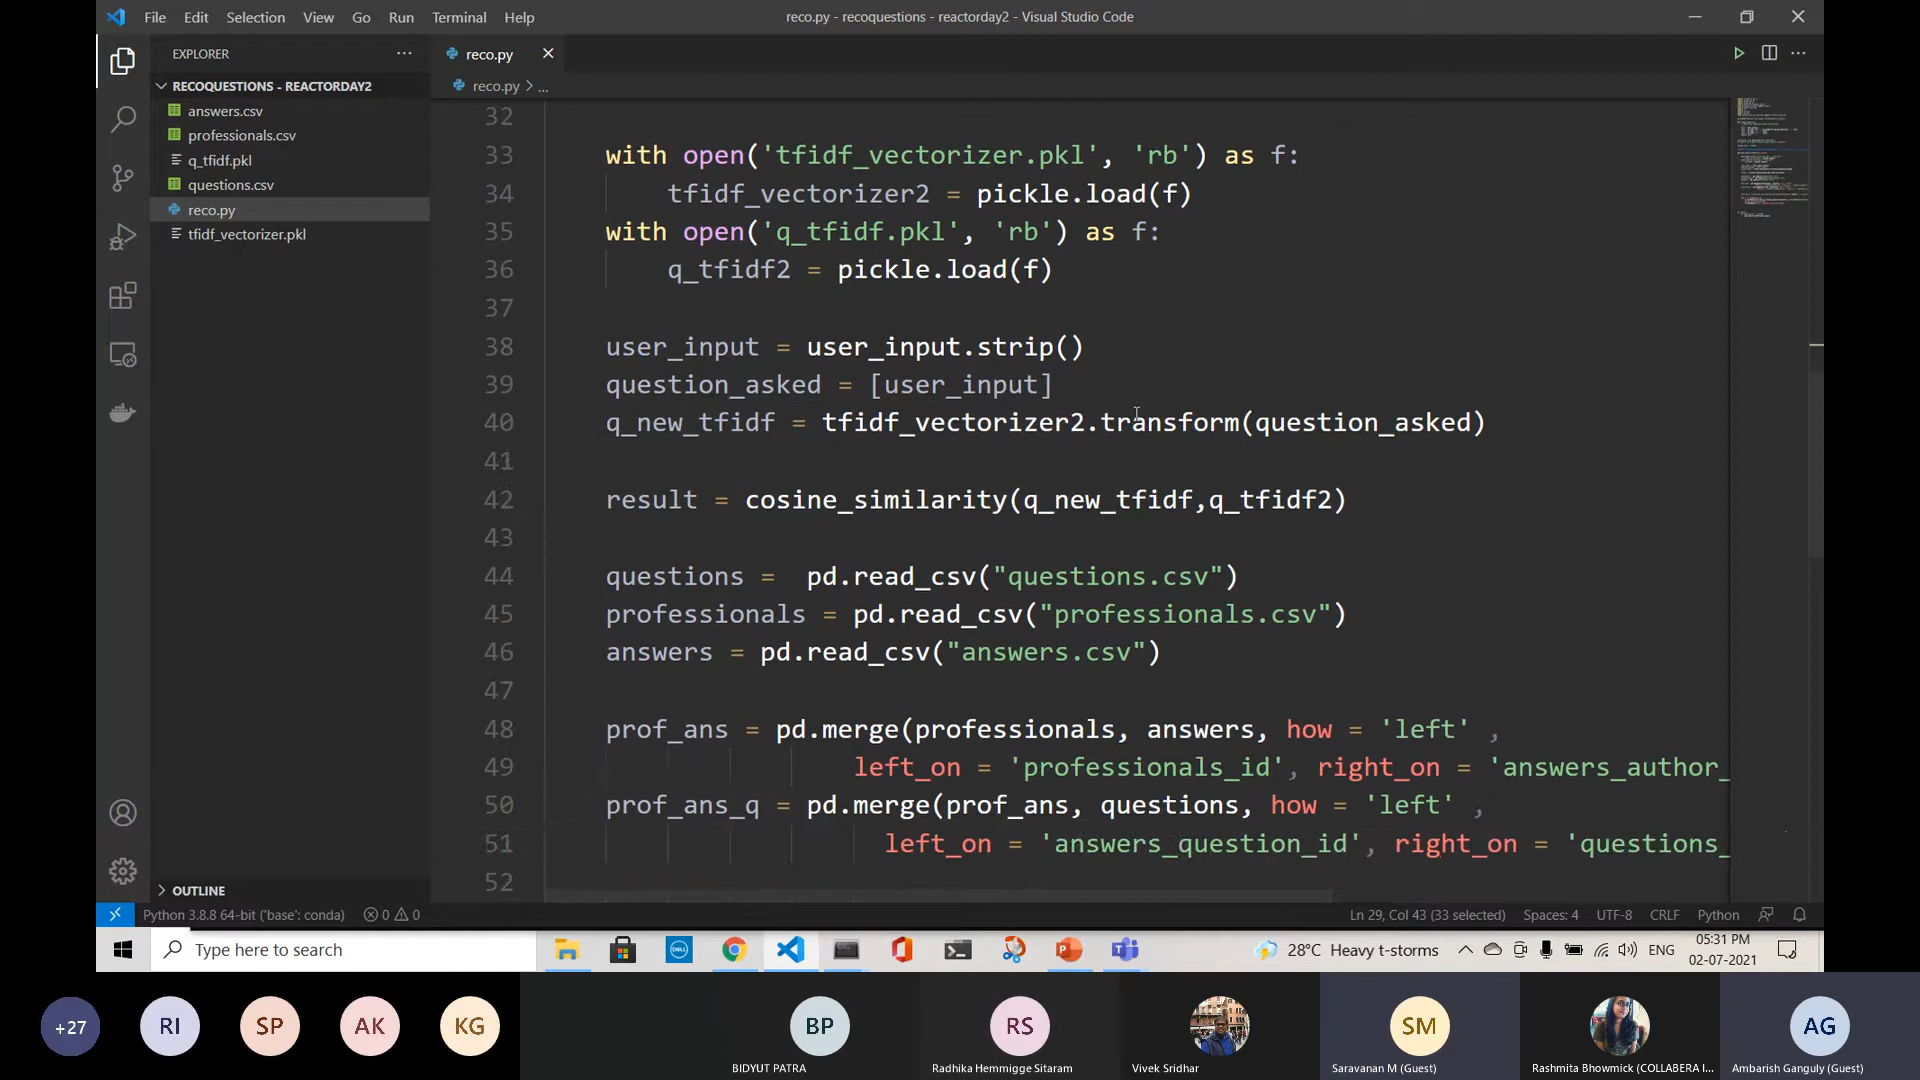 File Edit Selection View Go Run Terminal Help
reco.py - recoquestions - reactorday2 - Visual Studio Code
EXPLORER
RECOQUESTIONS - REACTORDAY2
answers.csv
professionals.csv
q_tfidf.pkl
questions.csv
reco.py
tfidf_vectorizer.pkl
OUTLINE
reco.py
reco.py > ...
32
33 with open('tfidf_vectorizer.pkl', 'rb') as f:
34 tfidf_vectorizer2 = pickle.load(f)
35 with open('q_tfidf.pkl', 'rb') as f:
36 q_tfidf2 = pickle.load(f)
37
38 user_input = user_input.strip()
39 question_asked = [user_input]
40 q_new_tfidf = tfidf_vectorizer2.transform(question_asked)
41
42 result = cosine_similarity(q_new_tfidf,q_tfidf2)
43
44 questions = pd.read_csv("questions.csv")
45 professionals = pd.read_csv("professionals.csv")
46 answers = pd.read_csv("answers.csv")
47
48 prof_ans = pd.merge(professionals, answers, how = 'left' ,
49 left_on = 'professionals_id', right_on = 'answers_author_
50 prof_ans_q = pd.merge(prof_ans, questions, how = 'left' ,
51 left_on = 'answers_question_id', right_on = 'questions_
52
Python 3.8.8 64-bit ('base': conda) 0 0
Ln 29, Col 43 (33 selected) Spaces: 4 UTF-8 CRLF Python
Type here to search
DELL
28°C Heavy t-storms
ENG
05:31 PM
02-07-2021
+27
RI
SP
AK
KG
BP
BIDYUT PATRA
RS
Radhika Hemmigge Sitaram
Vivek Sridhar
SM
Saravanan M (Guest)
Rashmita Bhowmick (COLLABERA I...
AG
Ambarish Ganguly (Guest)